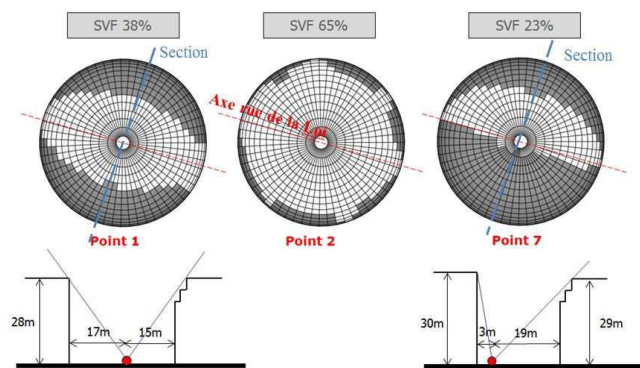 SVF 38%
SVF 65%
SVF 23%
Section
Axe rue de la Loi
Section
Point 1
Point 2
Point 7
28m
17m
15m
30m
3m
19m
29m